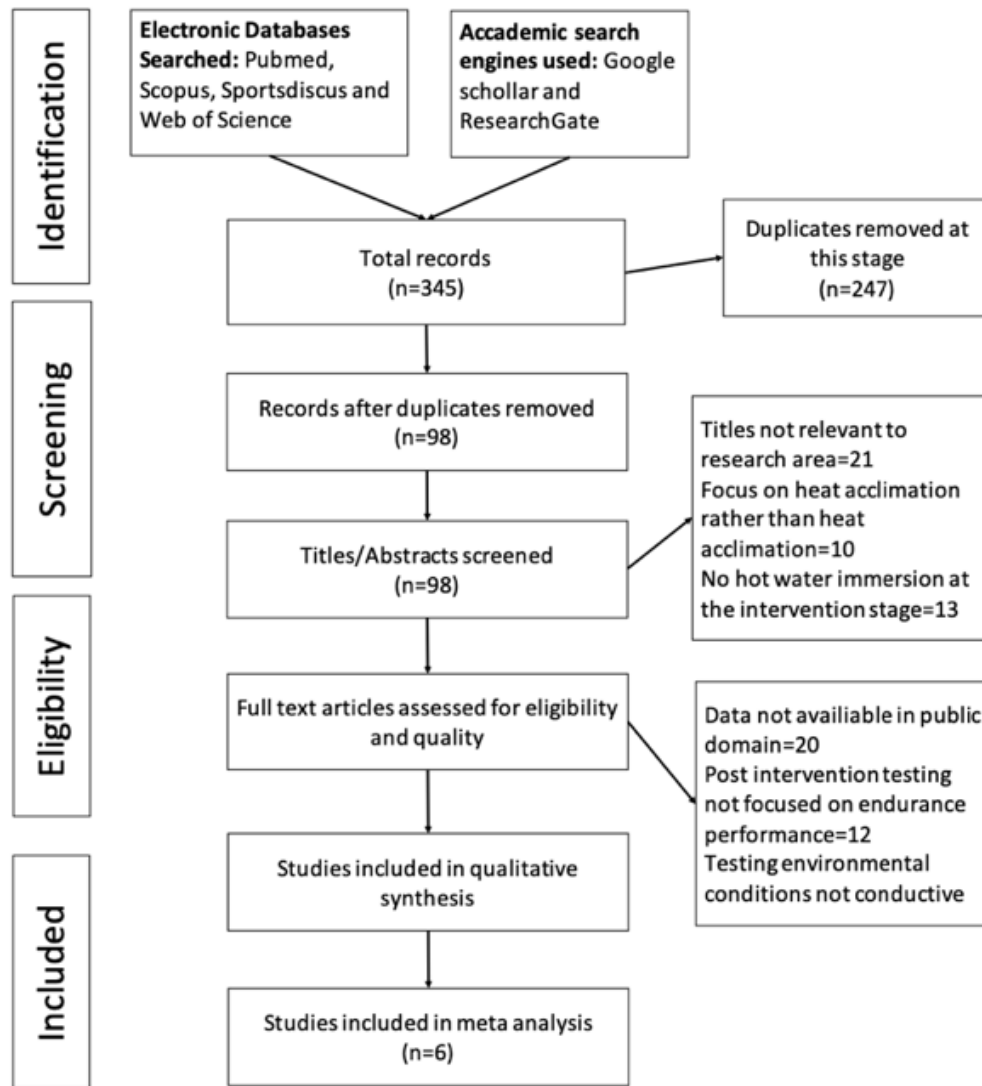 Identification
Electronic Databases
Searched: Pubmed,
Scopus, Sportsdiscus and
Web of Science
Accademic search
engines used: Google
schollar and
ResearchGate
Total records
(n=345)
Duplicates removed at
this stage
(n=247)
Screening
Records after duplicates removed
(n=98)
Titles/Abstracts screened
(n=98)
Titles not relevant to
research area=21
Focus on heat acclimation
rather than heat
acclimation=10
No hot water immersion at
the intervention stage=13
Eligibility
Full text articles assessed for eligibility
and quality
Data not availiable in public
domain=20
Post intervention testing
not focused on endurance
performance=12
Testing environmental
conditions not conductive
Included
Studies included in qualitative
synthesis
Studies included in meta analysis
(n=6)